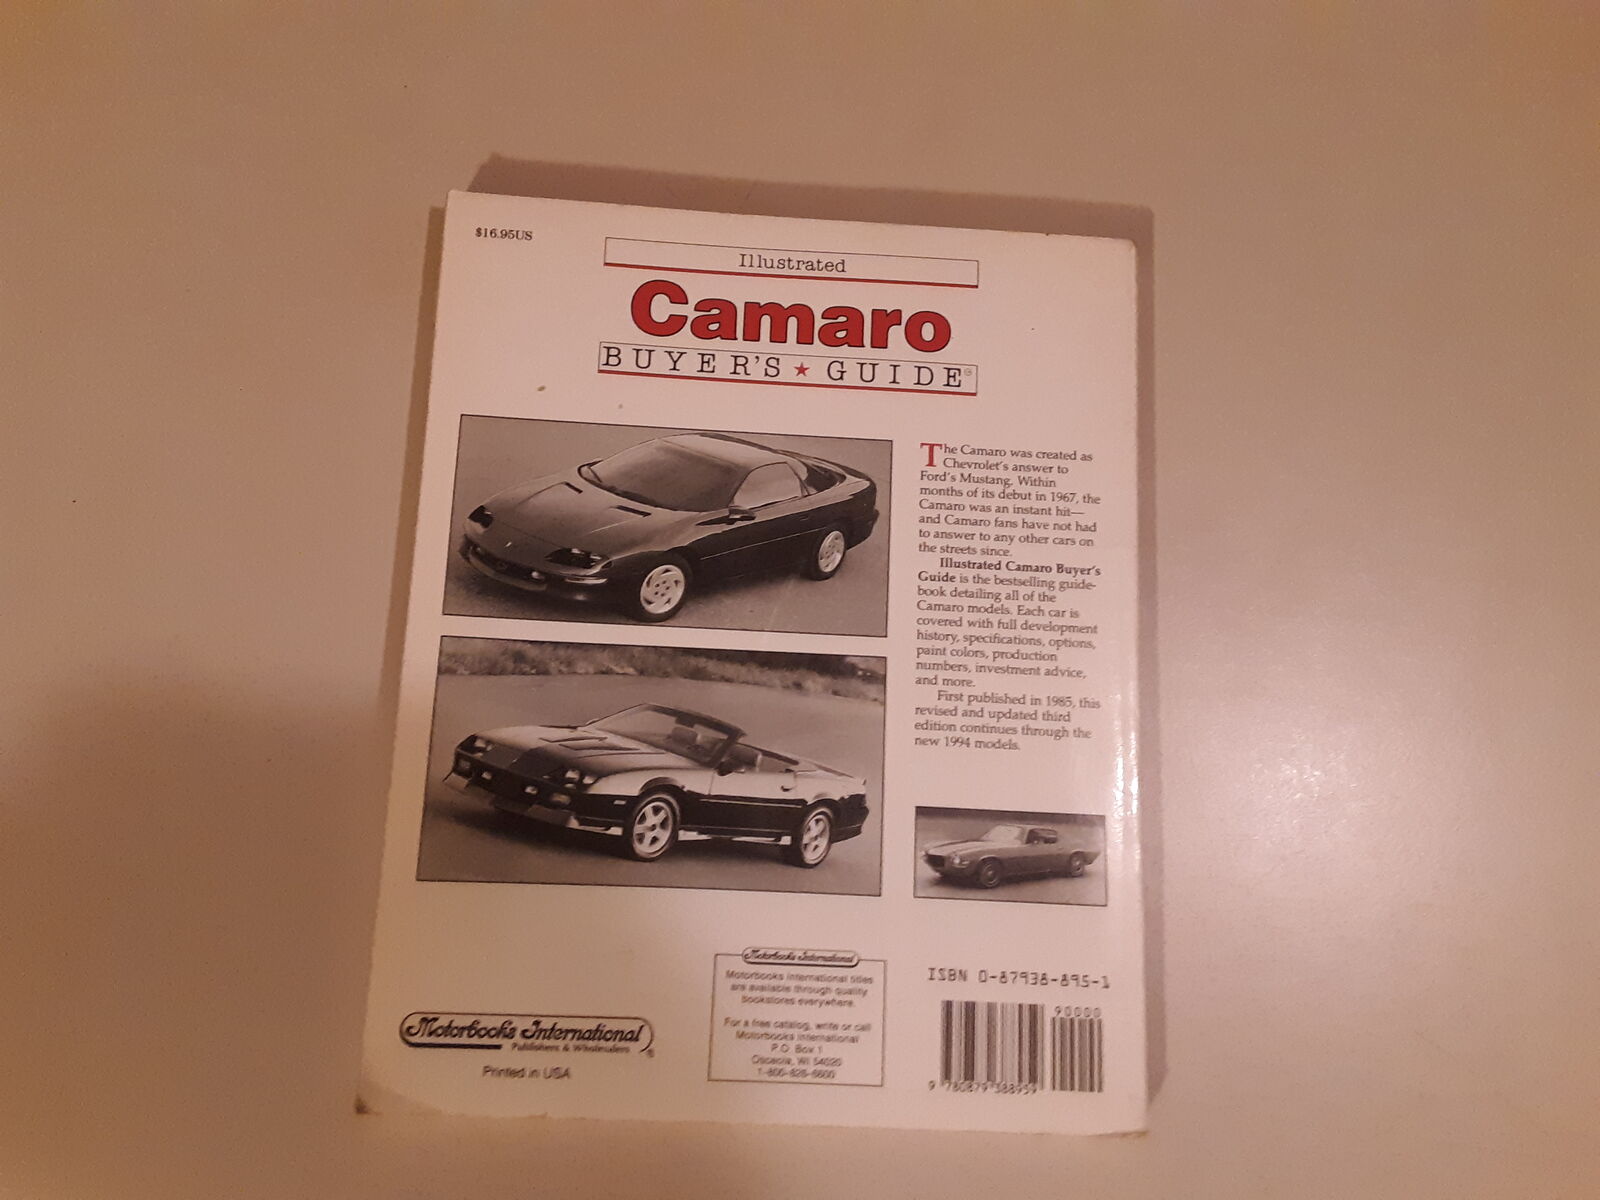 $16.95US
Illustrated
Camaro
BUYER'S ★ GUIDE®
The Camaro was created as
Chevrolet's answer to
Ford's Mustang. Within
months of its debut in 1967, the
Camaro was an instant hit—
and Camaro fans have not had
to answer to any other cars on
the streets since.
Illustrated Camaro Buyer's
Guide is the bestselling guide-
book detailing all of the
Camaro models. Each car is
covered with full development
history, specifications, options,
paint colors, production
numbers, investment advice,
and more.
First published in 1985, this
revised and updated third
edition continues through the
new 1994 models.
Motorbooks International
Publishers & Wholesalers ®
Printed in USA
Motorbooks International
Motorbooks International titles
are available through quality
bookstores everywhere.
For a free catalog, write or call
Motorbooks International
P.O. Box 1
Osceola, WI 54020
1-800-826-6600
ISBN 0-87938-895-1
90000
9 780879 388959